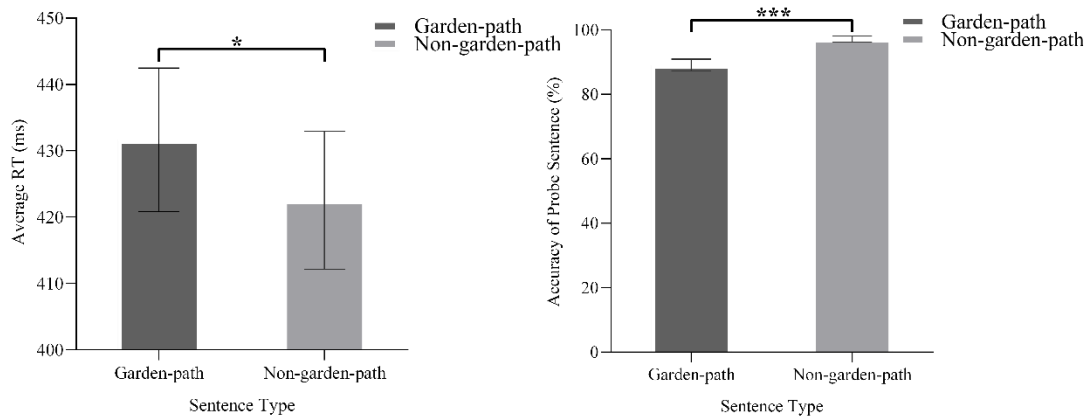 450
440
430
420
410
400
Average RT (ms)
*
Garden-path
Non-garden-path
Garden-path
Non-garden-path
Sentence Type
100
80
60
40
20
0
Accuracy of Probe Sentence (%)
***
Garden-path
Non-garden-path
Garden-path
Non-garden-path
Sentence Type